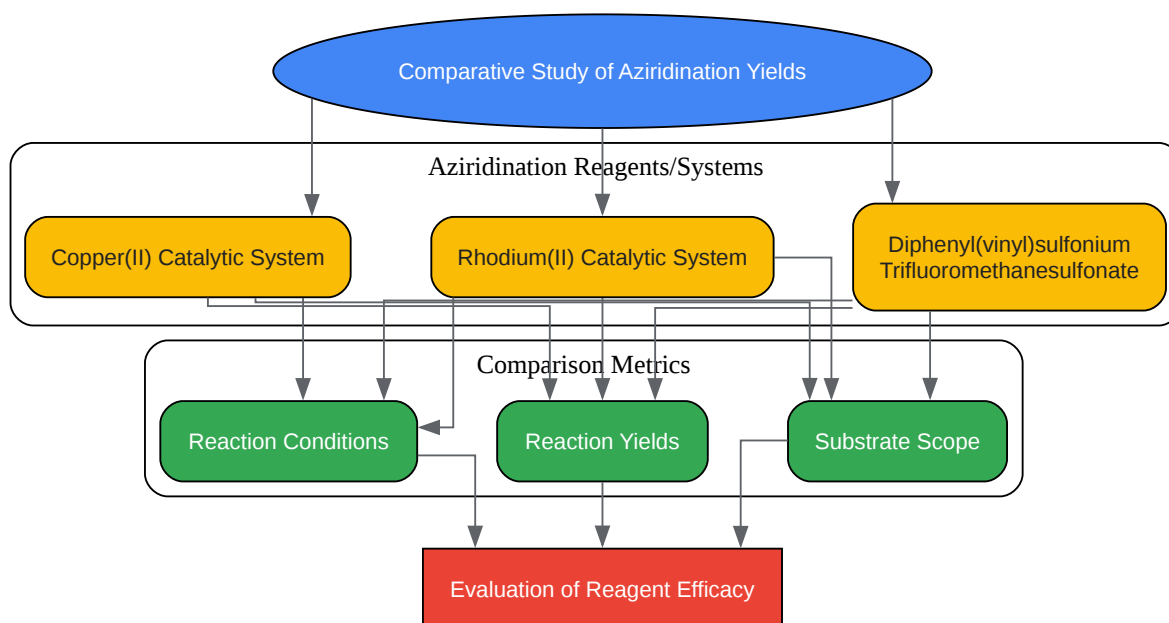 Comparative Study of Aziridination Yields
Aziridination Reagents/Systems
Copper(II) Catalytic System
Rhodium(II) Catalytic System
Diphenyl(vinyl)sulfonium
Trifluoromethanesulfonate
Comparison Metrics
Reaction Conditions
Reaction Yields
Substrate Scope
Evaluation of Reagent Efficacy